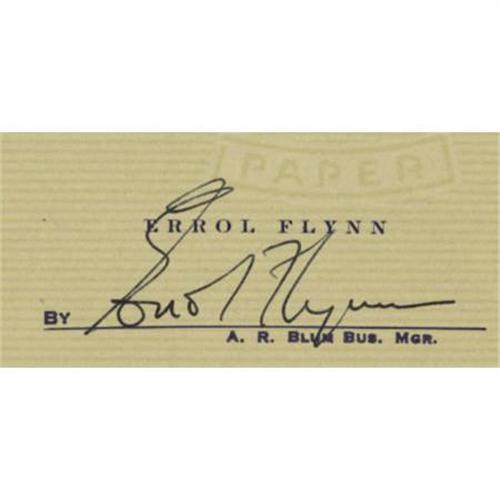 PAPER
ERROL FLYNN
Errol Flynn
BY
A. R. BLUM BUS. MGR.